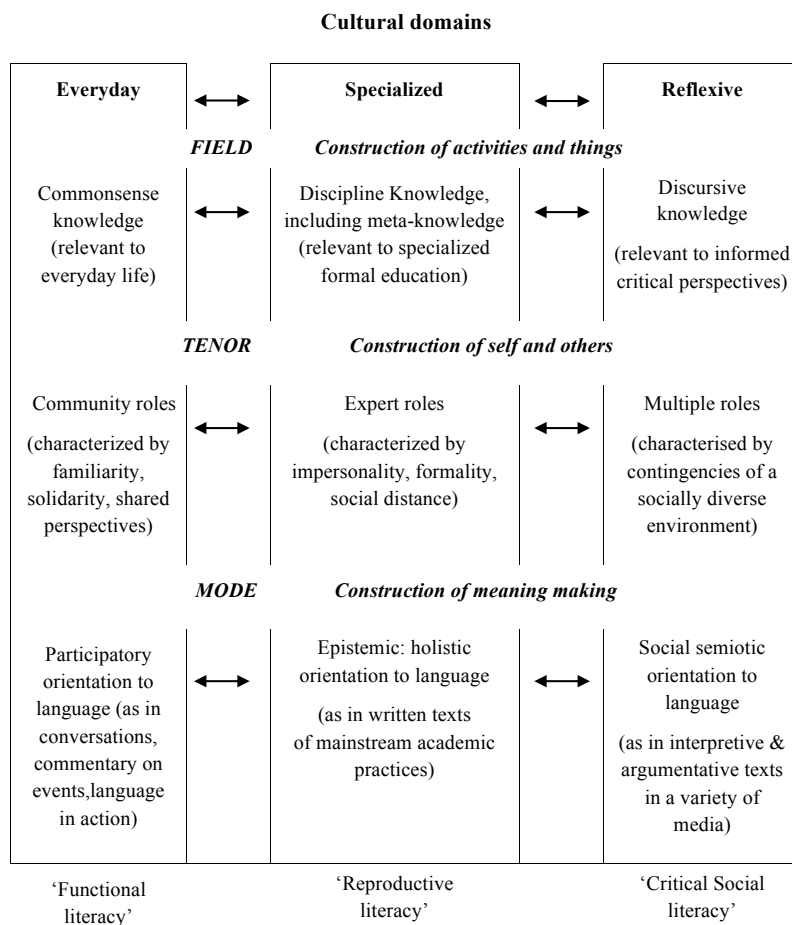 Cultural domains
Everyday
Specialized
Reflexive
FIELD Construction of activities and things
Commonsense
knowledge
(relevant to
everyday life)
Discipline Knowledge,
including meta-knowledge
(relevant to specialized
formal education)
Discursive
knowledge
(relevant to informed
critical perspectives)
TENOR Construction of self and others
Community roles
(characterized by
familiarity,
solidarity, shared
perspectives)
Expert roles
(characterized by
impersonality, formality,
social distance)
Multiple roles
(characterised by
contingencies of a
socially diverse
environment)
MODE Construction of meaning making
Participatory
orientation to
language (as in
conversations,
commentary on
events,language
in action)
Epistemic: holistic
orientation to language
(as in written texts
of mainstream academic
practices)
Social semiotic
orientation to
language
(as in interpretive &
argumentative texts
in a variety of
media)
‘Functional
literacy’
‘Reproductive
literacy’
‘Critical Social
literacy’